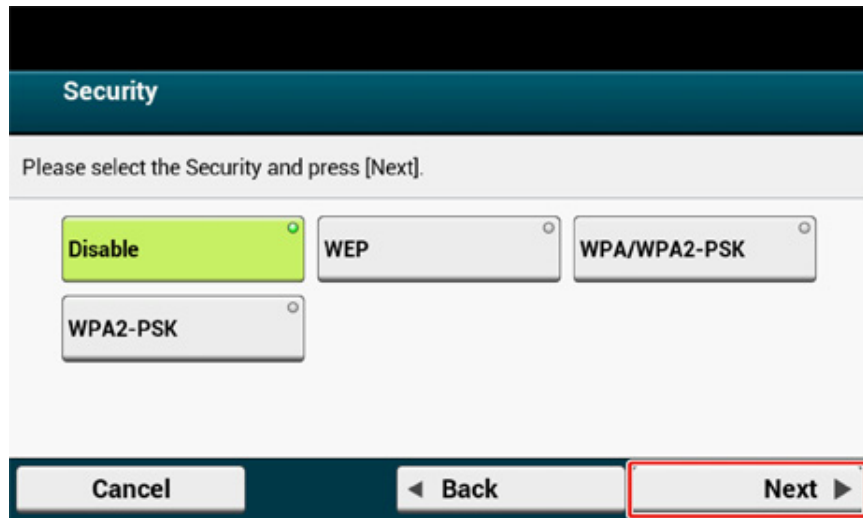 Security
Please select the Security and press [Next].
Disable
WEP
WPA/WPA2-PSK
WPA2-PSK
Cancel
Back
Next